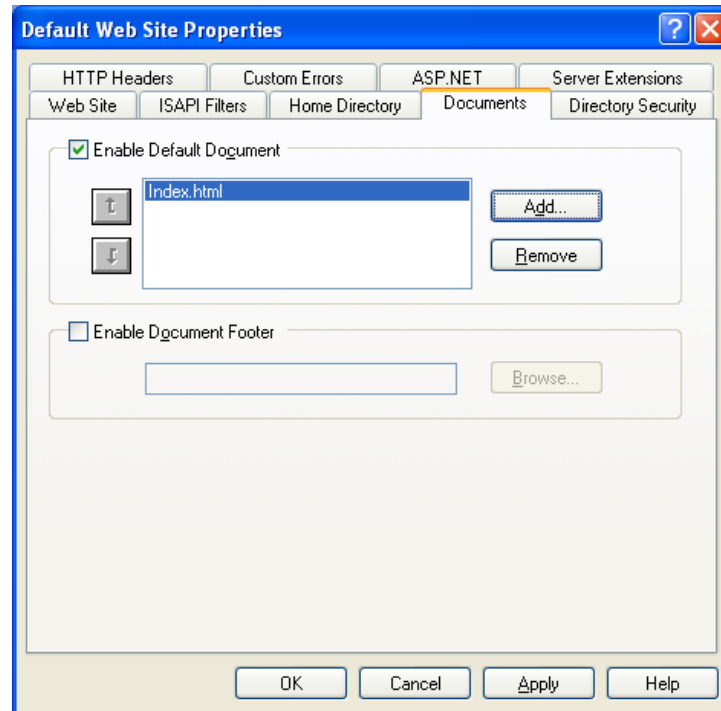 Default Web Site Properties
HTTP Headers Custom Errors ASP.NET Server Extensions
Web Site ISAPI Filters Home Directory Documents Directory Security
Enable Default Document
Index.html
Add...
Remove
Enable Document Footer
Browse...
OK Cancel Apply Help